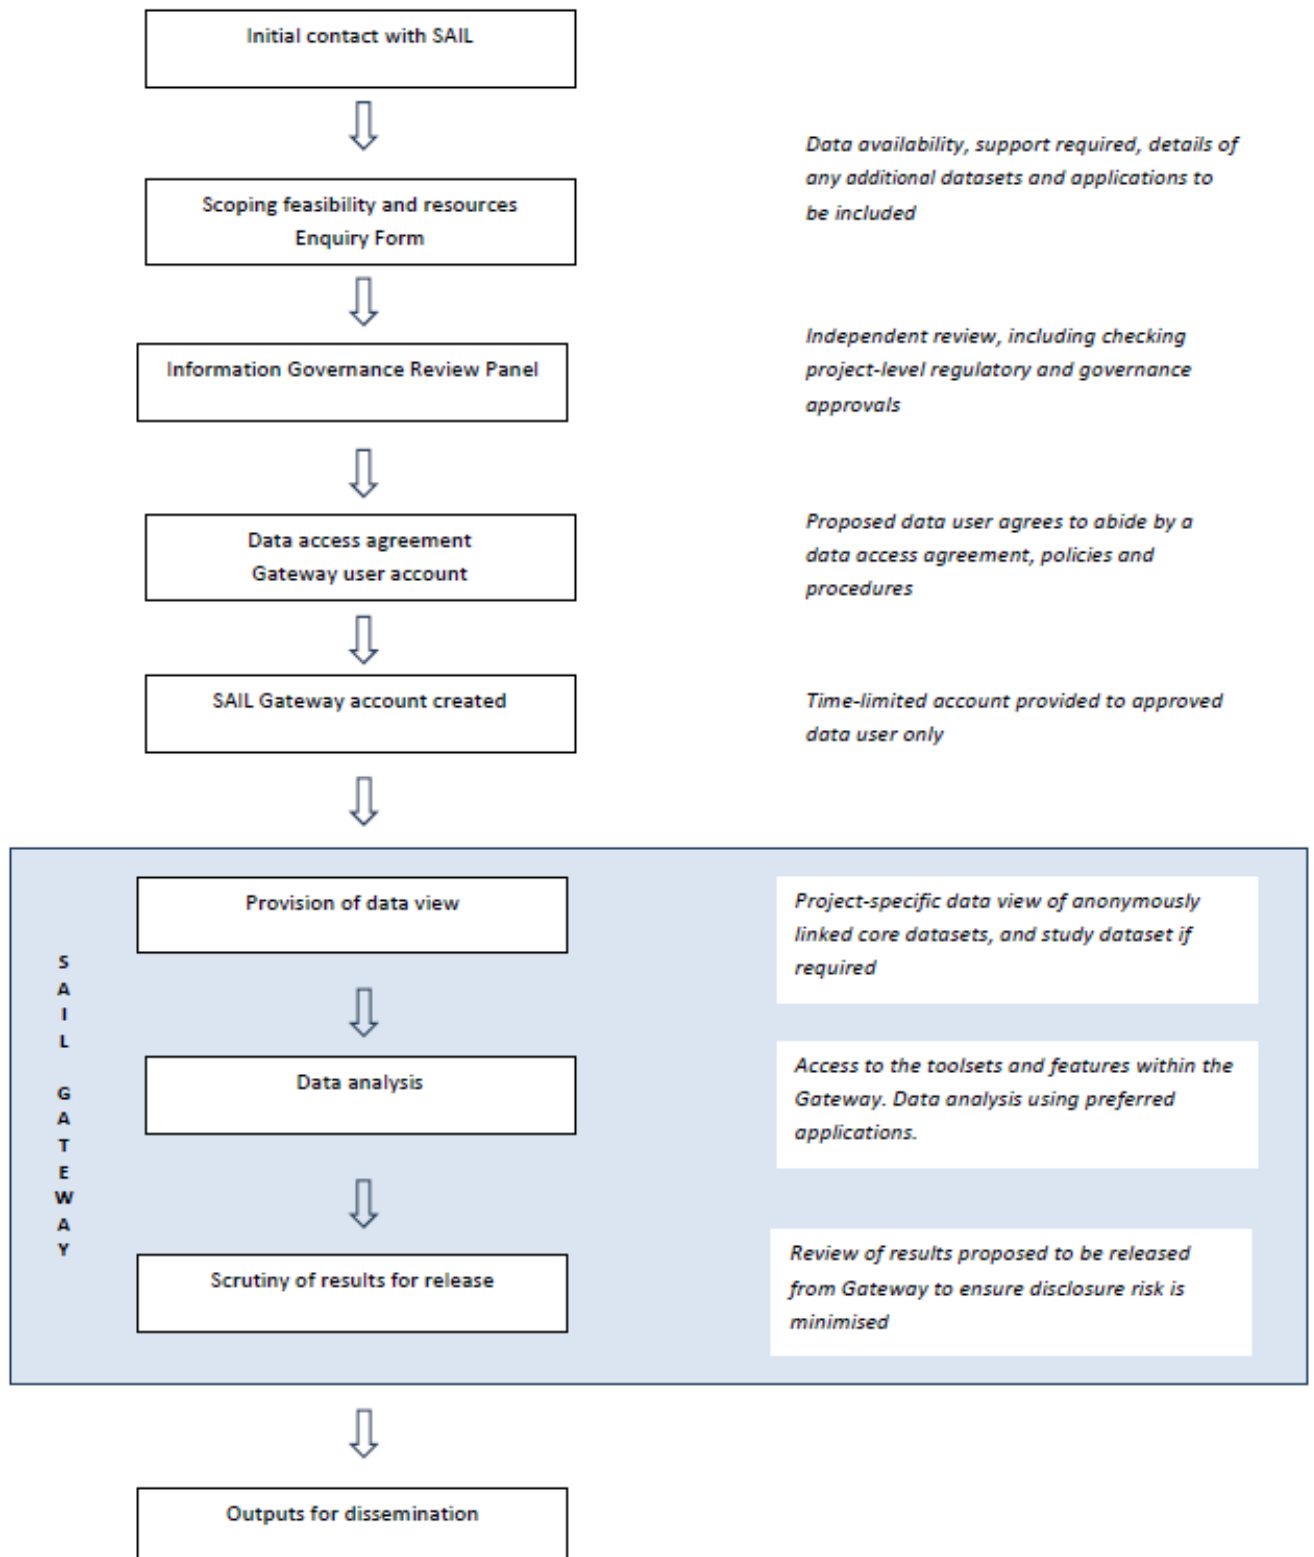 Initial contact with SAIL
Data availability, support required, details of
any additional datasets and applications to
be included
Scoping feasibility and resources
Enquiry Form
Independent review, including checking
project-level regulatory and governance
approvals
Information Governance Review Panel
Proposed data user agrees to abide by a
data access agreement, policies and
procedures
Data access agreement
Gateway user account
SAIL Gateway account created
Time-limited account provided to approved
data user only
SAIL GATEWAY
Provision of data view
Project-specific data view of anonymously
linked core datasets, and study dataset if
required
Data analysis
Access to the toolsets and features within the
Gateway. Data analysis using preferred
applications.
Scrutiny of results for release
Review of results proposed to be released
from Gateway to ensure disclosure risk is
minimised
Outputs for dissemination